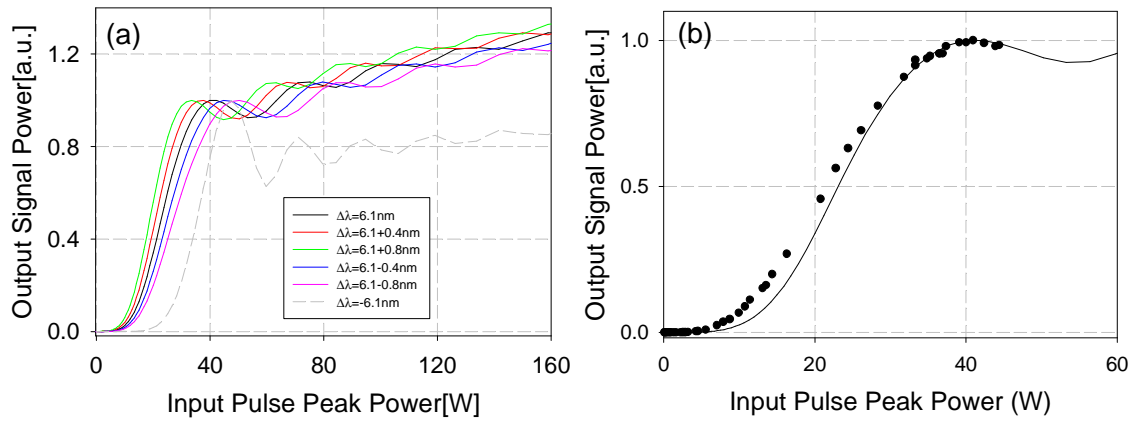 (a)
Output Signal Power[a.u.]
1.2
0.8
0.4
0.0
Δλ=6.1nm
Δλ=6.1+0.4nm
Δλ=6.1+0.8nm
Δλ=6.1-0.4nm
Δλ=6.1-0.8nm
Δλ=-6.1nm
0 40 80 120 160
Input Pulse Peak Power[W]
(b)
Output Signal Power[a.u.]
1.0
0.5
0.0
0 20 40 60
Input Pulse Peak Power (W)